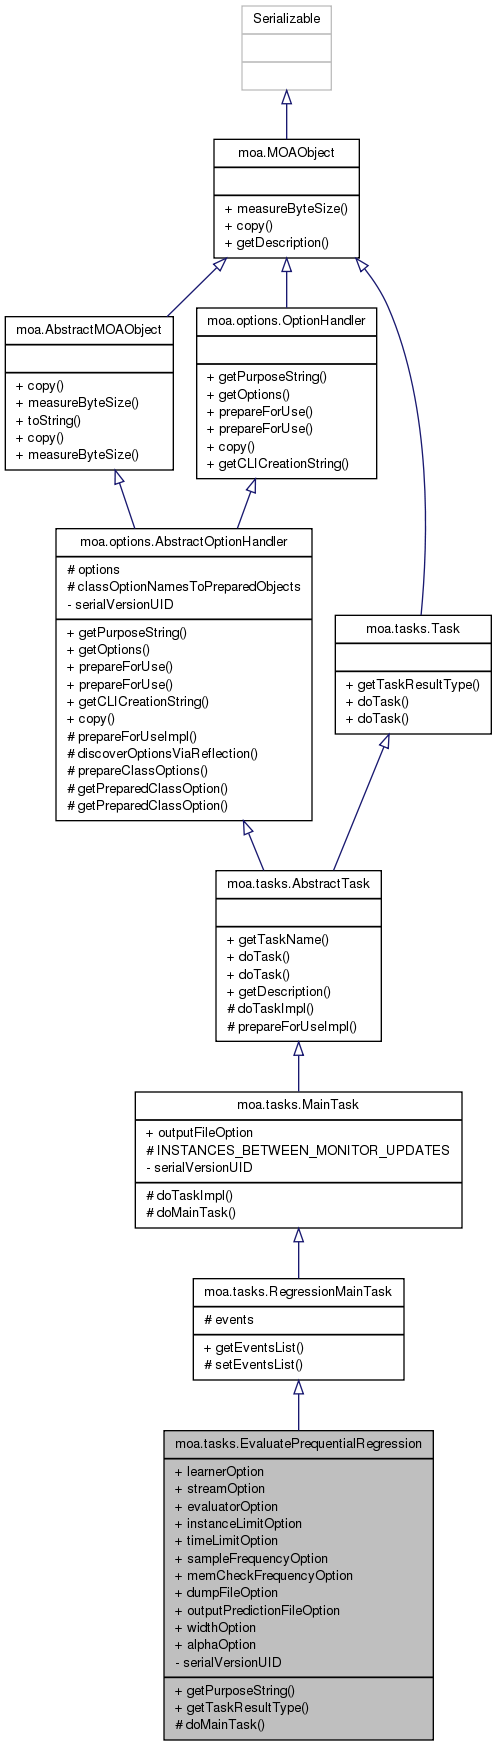 Serializable
moa.MOAObject
+ measureByteSize()
+ copy()
+ getDescription()
moa.AbstractMOAObject
+ copy()
+ measureByteSize()
+ toString()
+ copy()
+ measureByteSize()
moa.options.OptionHandler
+ getPurposeString()
+ getOptions()
+ prepareForUse()
+ prepareForUse()
+ copy()
+ getCLICreationString()
moa.options.AbstractOptionHandler
# options
# classOptionNamesToPreparedObjects
- serialVersionUID
+ getPurposeString()
+ getOptions()
+ prepareForUse()
+ prepareForUse()
+ getCLICreationString()
+ copy()
# prepareForUseImpl()
# discoverOptionsViaReflection()
# prepareClassOptions()
# getPreparedClassOption()
# getPreparedClassOption()
moa.tasks.Task
+ getTaskResultType()
+ doTask()
+ doTask()
moa.tasks.AbstractTask
+ getTaskName()
+ doTask()
+ doTask()
+ getDescription()
# doTaskImpl()
# prepareForUseImpl()
moa.tasks.MainTask
+ outputFileOption
# INSTANCES_BETWEEN_MONITOR_UPDATES
- serialVersionUID
# doTaskImpl()
# doMainTask()
moa.tasks.RegressionMainTask
# events
+ getEventsList()
# setEventsList()
moa.tasks.EvaluatePrequentialRegression
+ learnerOption
+ streamOption
+ evaluatorOption
+ instanceLimitOption
+ timeLimitOption
+ sampleFrequencyOption
+ memCheckFrequencyOption
+ dumpFileOption
+ outputPredictionFileOption
+ widthOption
+ alphaOption
- serialVersionUID
+ getPurposeString()
+ getTaskResultType()
# doMainTask()